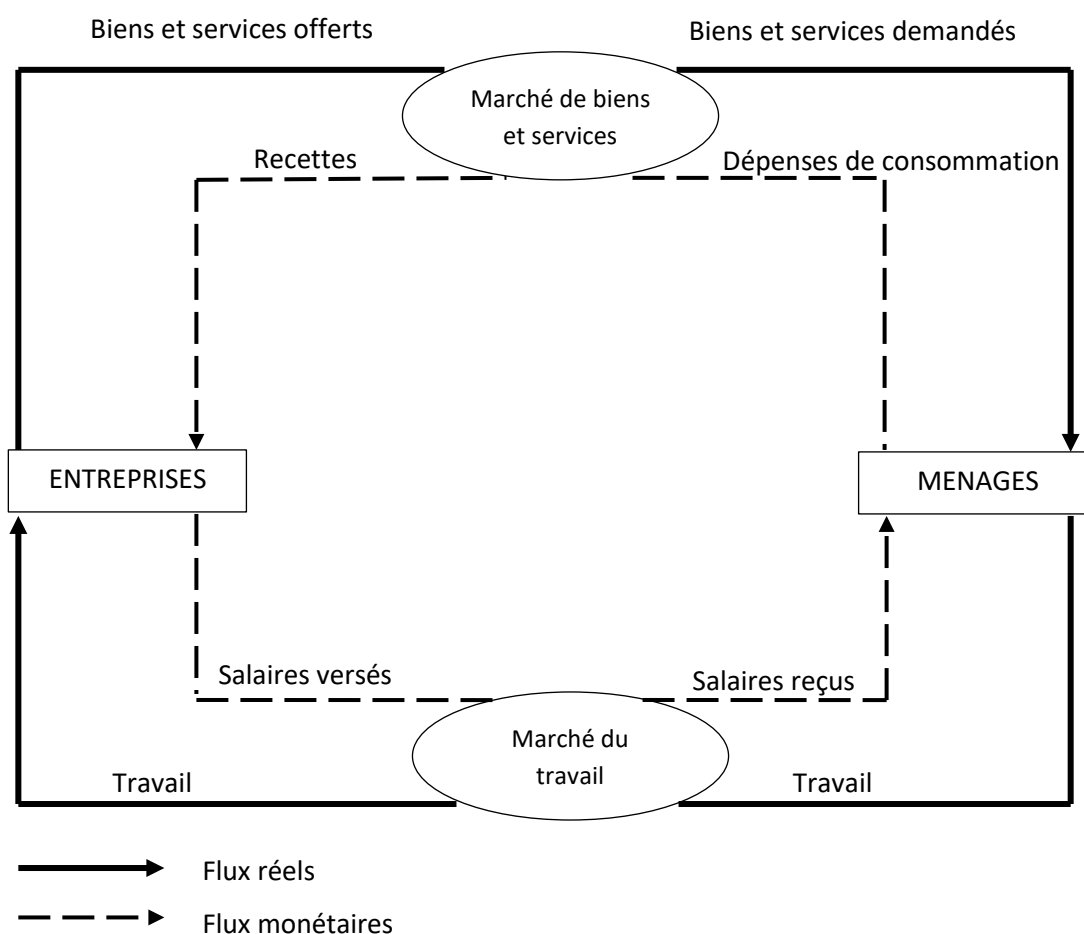 Biens et services offerts
Biens et services demandés
Marché de biens
et services
Recettes
Dépenses de consommation
ENTREPRISES
MENAGES
Salaires versés
Salaires reçus
Marché du
travail
Travail
Travail
Flux réels
Flux monétaires